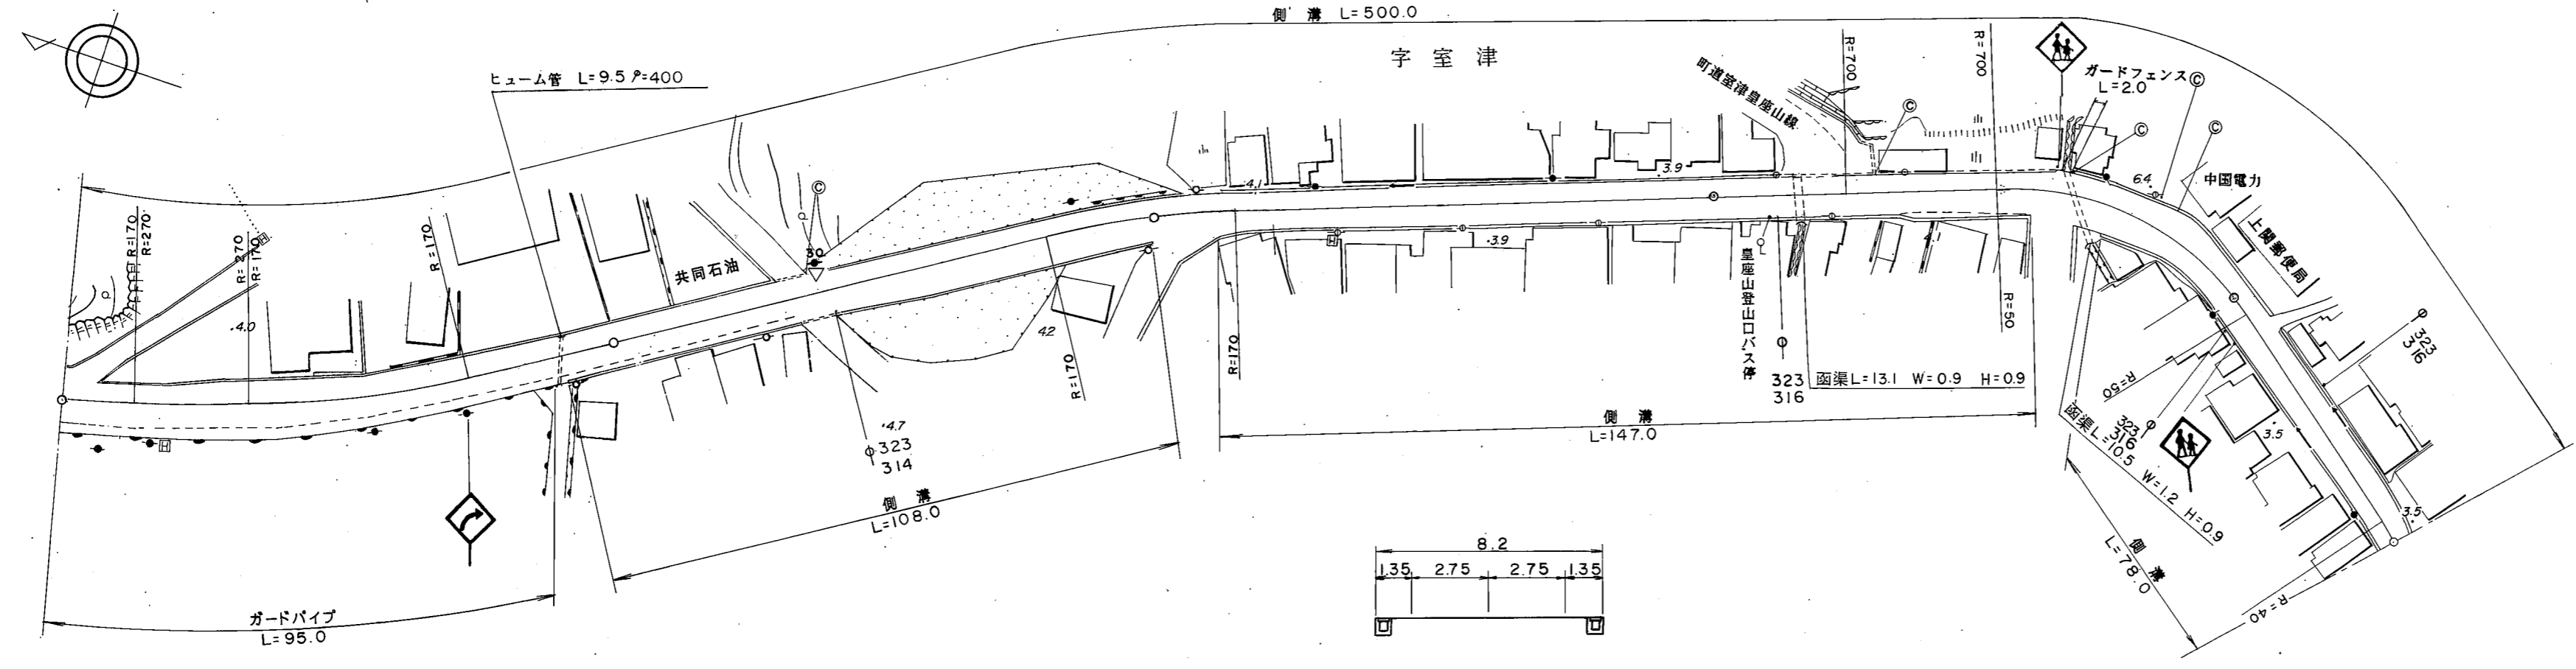 側溝 L=500.0
字室津
ヒューム管 L=9.5 φ=400
町道室津皇座山線
R=700
R=700
ガードフェンス Ⓒ
L=2.0
Ⓒ
Ⓒ
Ⓒ
Ⓒ
6.4
中国電力
上関郵便局
R=170
R=270
R=270
R=170
R=170
4.0
H
共同石油
30
4.1
3.9
H
3.9
4.1
皇座山登山口バス停
R=50
R=170
R=170
42
4.7
323
314
323
316
函渠 L=13.1 W=0.9 H=0.9
側溝
L=147.0
側溝
L=108.0
323
316
R=50
323
316
函渠 L=10.5 W=1.2 H=0.9
3.5
3.5
側溝
L=78.0
R=40
H
ガードパイプ
L=95.0
8.2
1.35 2.75 2.75 1.35